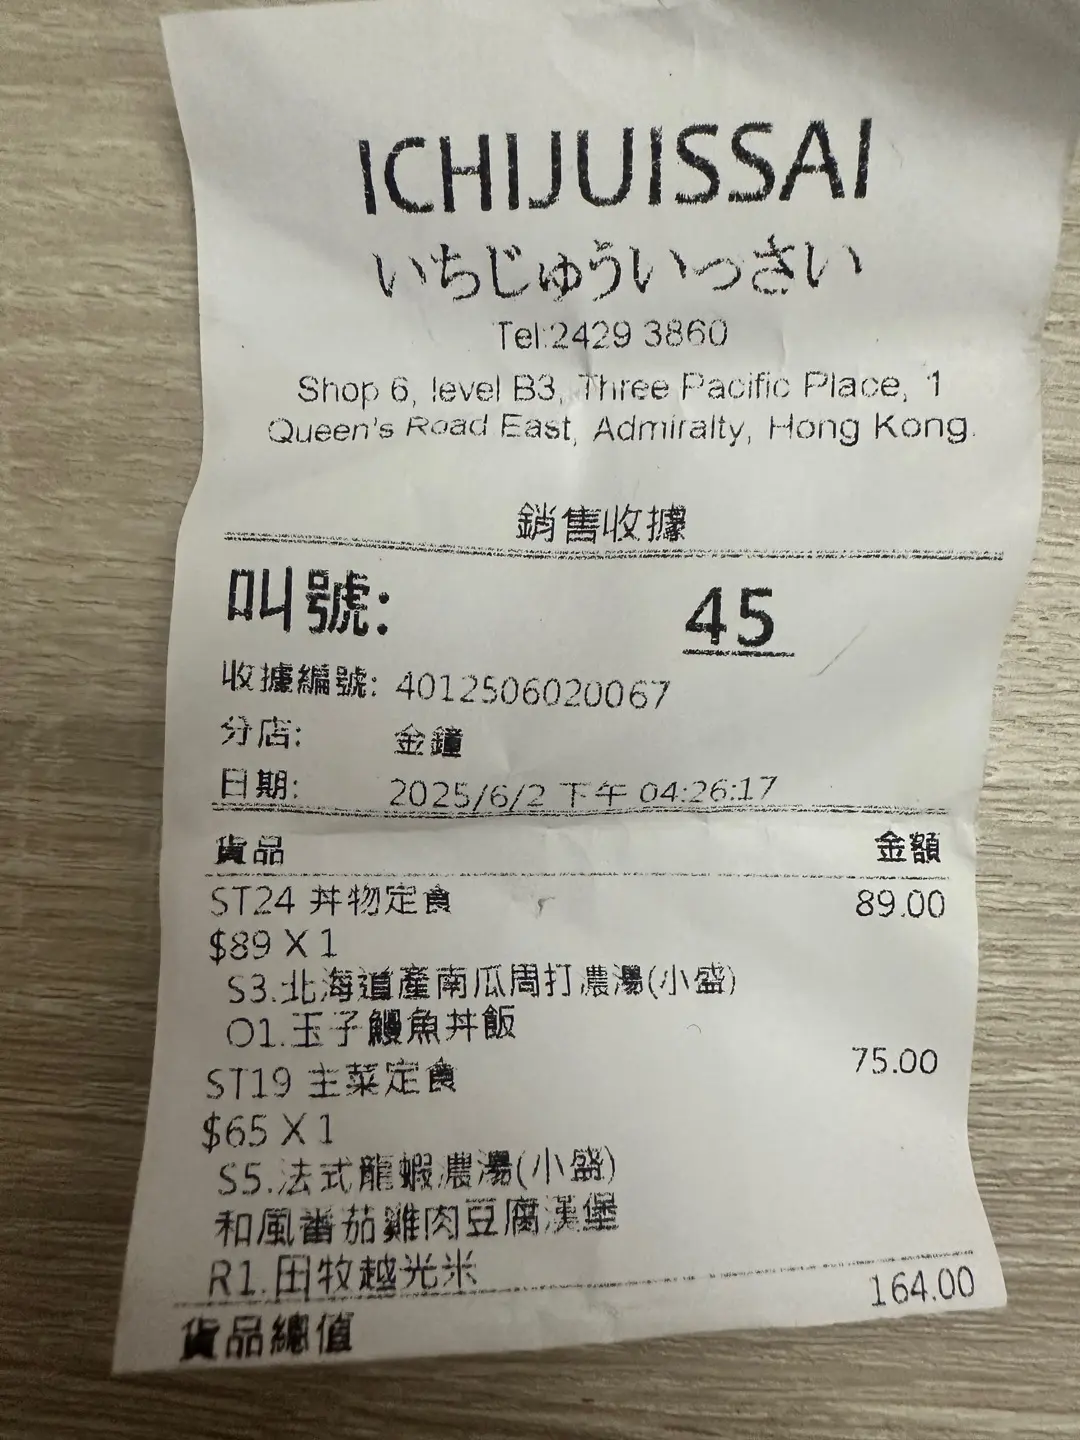 ICHIJUISSAI
いちじゅういっさい
Tel:2429 3860
Shop 6, level B3, Three Pacific Place, 1
Queen's Road East, Admiralty, Hong Kong.
銷售收據
叫號: 45
收據編號: 4012506020067
分店: 金鐘
日期: 2025/6/2 下午 04:26:17
貨品 金額
ST24 丼物定食 89.00
$89 X 1
S3.北海道產南瓜周打濃湯(小盛)
O1.玉子鰻魚丼飯
ST19 主菜定食 75.00
$65 X 1
S5.法式龍蝦濃湯(小盛)
和風番茄雞肉豆腐漢堡
R1.田牧越光米
貨品總值 164.00